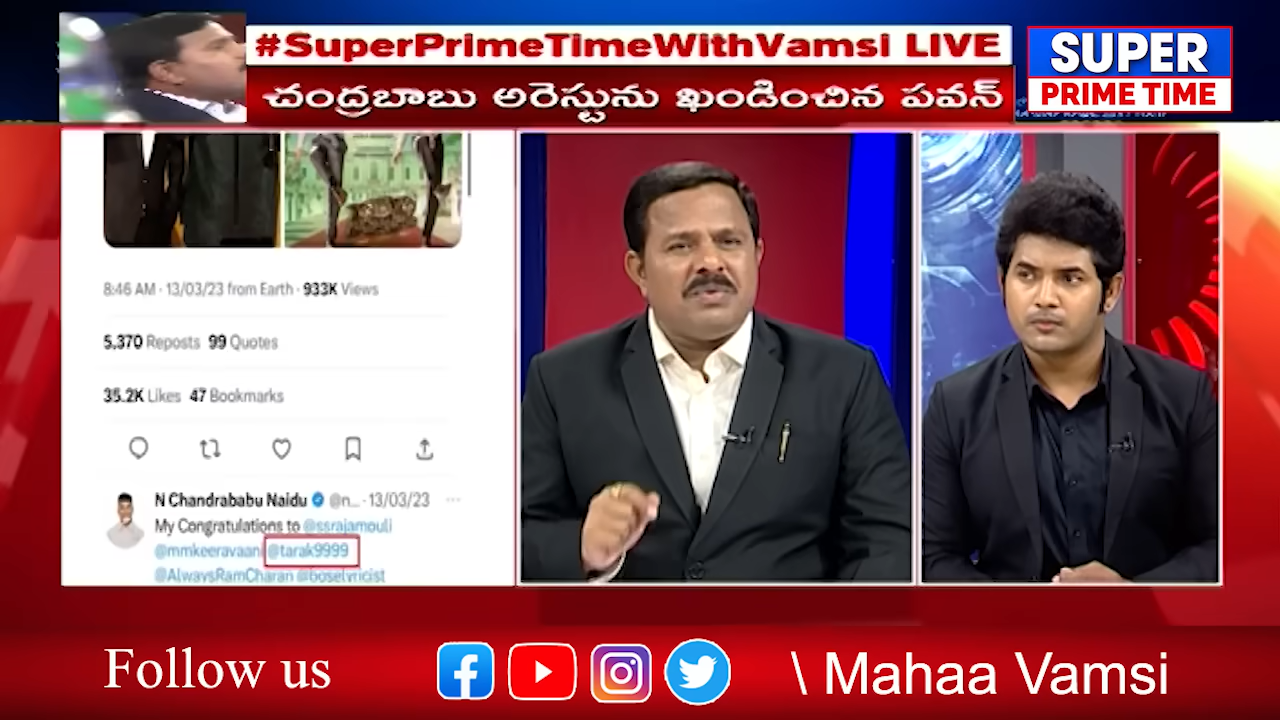 #SuperPrimeTimeWithVamsi LIVE
చంద్రబాబు అరెస్టును ఖండించిన పవన్
SUPER
PRIME TIME
8:46 AM · 13/03/23 from Earth · 933K Views
5,370 Reposts 99 Quotes
35.2K Likes 47 Bookmarks
N Chandrababu Naidu @n... · 13/03/23
My Congratulations to @ssrajamouli
@mmkeeravaani @tarak9999
@AlwaysRamCharan @boselyricist
Follow us
\ Mahaa Vamsi